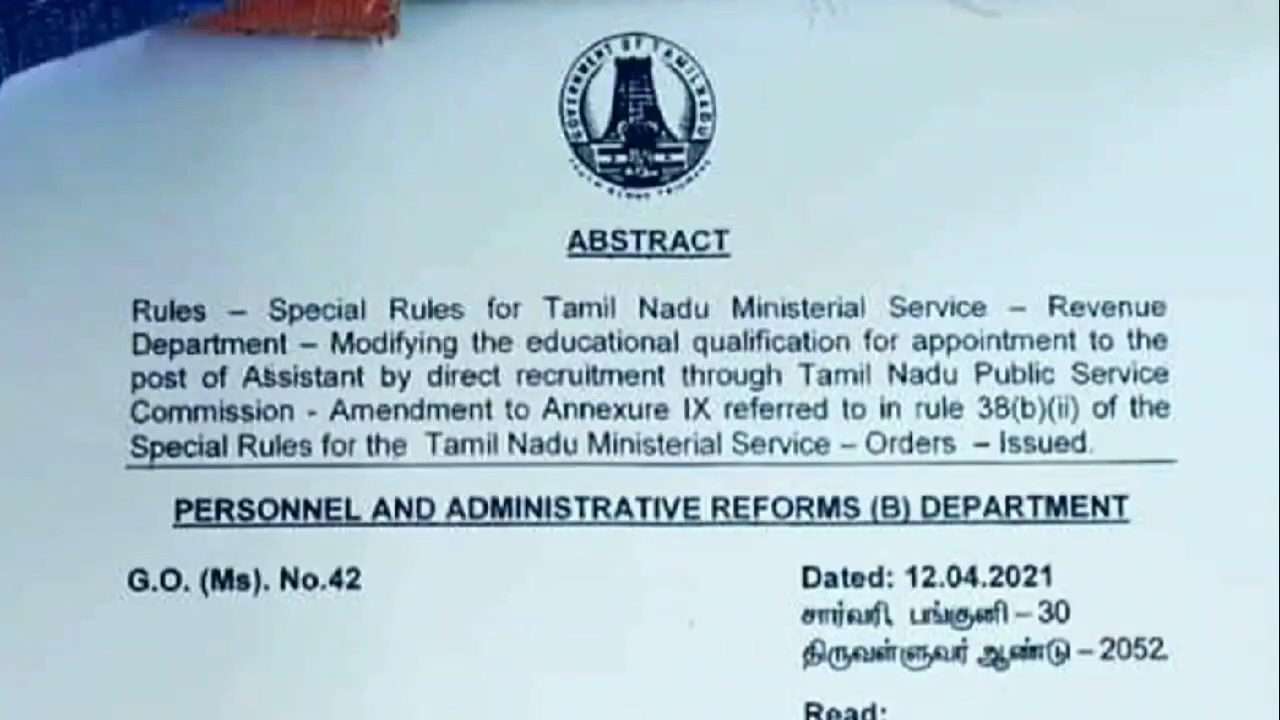 GOVERNMENT OF TAMILNADU
ABSTRACT
Rules – Special Rules for Tamil Nadu Ministerial Service – Revenue
Department – Modifying the educational qualification for appointment to the
post of Assistant by direct recruitment through Tamil Nadu Public Service
Commission - Amendment to Annexure IX referred to in rule 38(b)(ii) of the
Special Rules for the Tamil Nadu Ministerial Service – Orders – Issued.
PERSONNEL AND ADMINISTRATIVE REFORMS (B) DEPARTMENT
G.O. (Ms). No.42
Dated: 12.04.2021
சார்வரி, பங்குனி – 30
திருவள்ளுவர் ஆண்டு – 2052
Read: